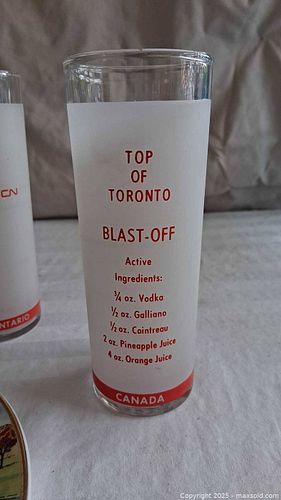 TOP
OF
TORONTO
BLAST-OFF
Active
Ingredients:
¾ oz. Vodka
½ oz. Galliano
½ oz. Cointreau
2 oz. Pineapple Juice
4 oz. Orange Juice
CANADA
CN
NTARIO
Copyright 2025 - maxsold.com